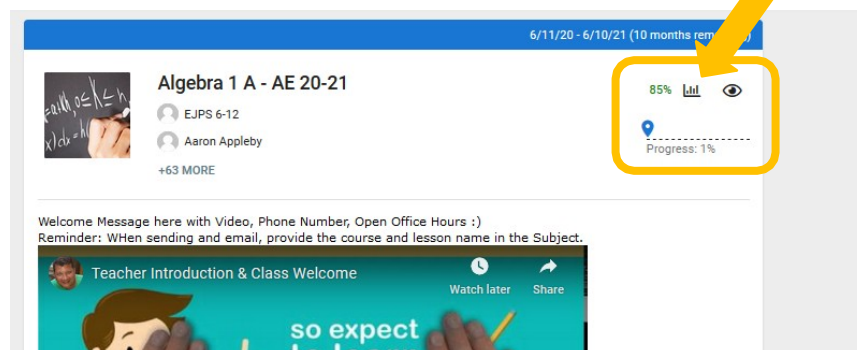 6/11/20 - 6/10/21 (10 months
Algebra 1 A - AE 20-21
85%
EJPS 6-12
Aaron Appleby
Progress: 1%
+63 MORE
Welcome Message here with Video, Phone Number, Open Office Hours :)
Reminder: WHen sending and email, provide the course and lesson name in the Subject.
Teacher Introduction & Class Welcome
Watch later
Share
so expect